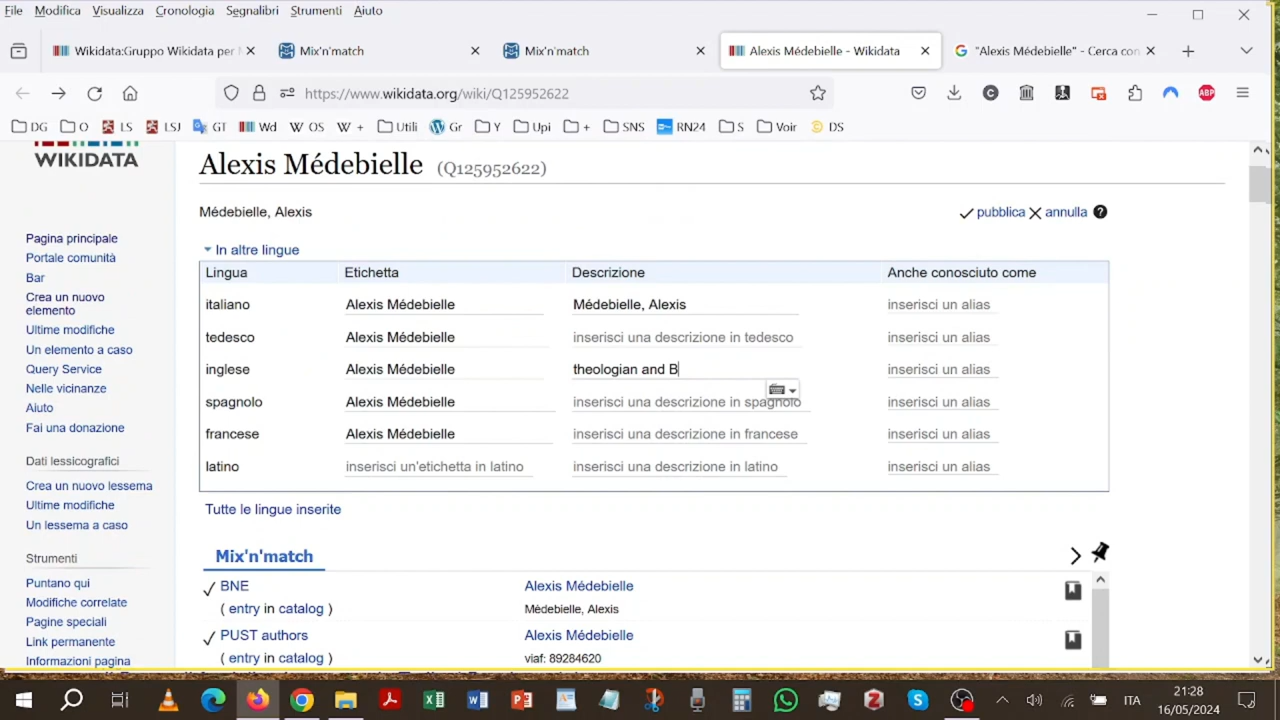 File Modifica Visualizza Cronologia Segnalibri Strumenti Aiuto
Wikidata:Gruppo Wikidata per
Mix'n'match
Mix'n'match
Alexis Médebielle - Wikidata
"Alexis Médebielle" - Cerca con
https://www.wikidata.org/wiki/Q125952622
ABP
DG O LS LSJ GT Wd OS + Utili Gr Y Upi + SNS RN24 S Voir DS
WIKIDATA
Alexis Médebielle (Q125952622)
Médebielle, Alexis
pubblica annulla
In altre lingue
Lingua Etichetta Descrizione Anche conosciuto come
italiano Alexis Médebielle Médebielle, Alexis inserisci un alias
tedesco Alexis Médebielle inserisci una descrizione in tedesco inserisci un alias
inglese Alexis Médebielle theologian and B inserisci un alias
spagnolo Alexis Médebielle inserisci una descrizione in spagnolo inserisci un alias
francese Alexis Médebielle inserisci una descrizione in francese inserisci un alias
latino inserisci un'etichetta in latino inserisci una descrizione in latino inserisci un alias
Tutte le lingue inserite
Pagina principale
Portale comunità
Bar
Crea un nuovo
elemento
Ultime modifiche
Un elemento a caso
Query Service
Nelle vicinanze
Aiuto
Fai una donazione
Dati lessicografici
Crea un nuovo lessema
Ultime modifiche
Un lessema a caso
Strumenti
Puntano qui
Modifiche correlate
Pagine speciali
Link permanente
Informazioni pagina
Mix'n'match
BNE Alexis Médebielle
( entry in catalog ) Médebielle, Alexis
PUST authors Alexis Médebielle
( entry in catalog ) viaf: 89284620
ITA
21:28
16/05/2024